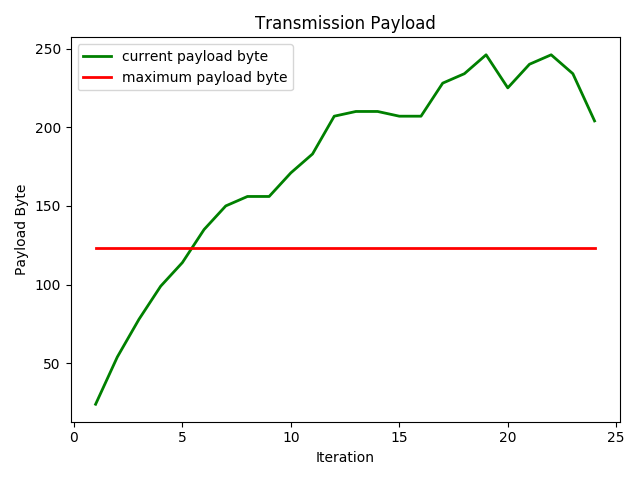 Transmission Payload
current payload byte
maximum payload byte
250
200
150
100
50
Payload Byte
0 5 10 15 20 25
Iteration